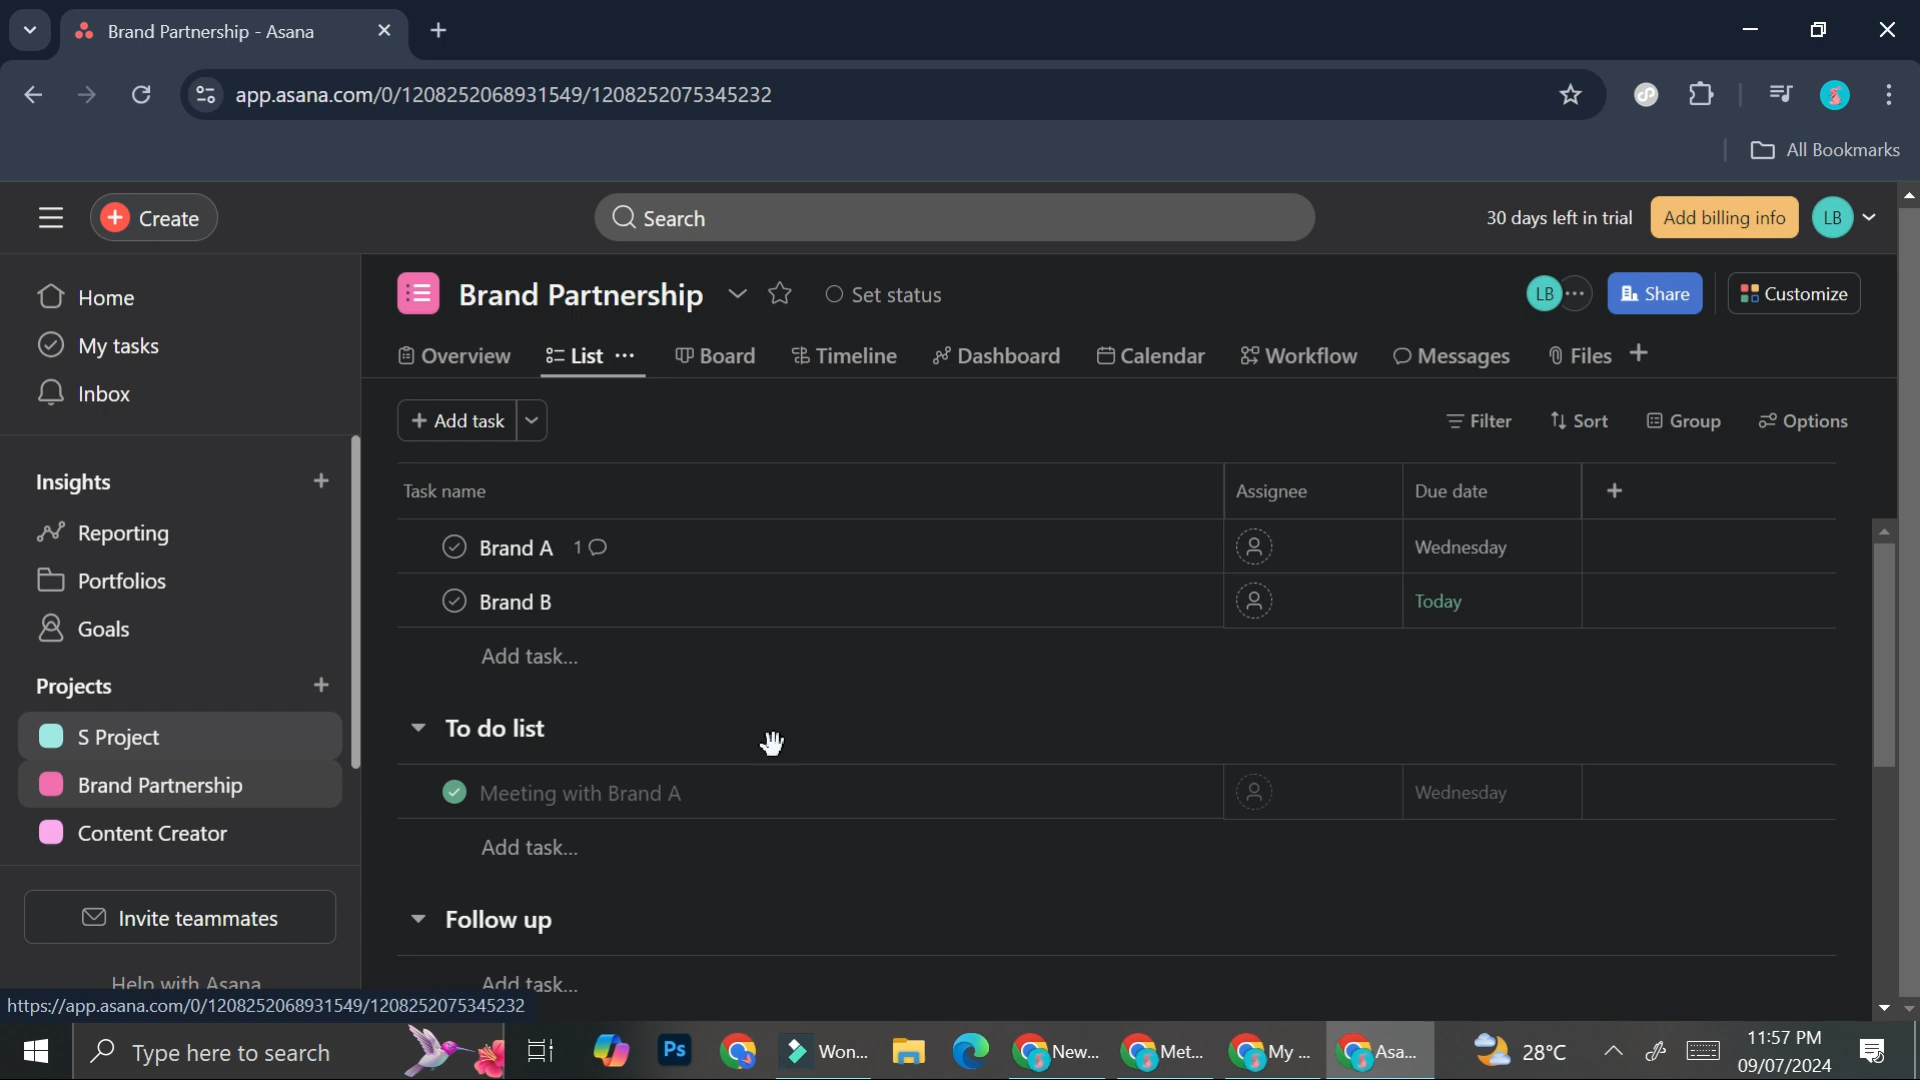 Brand Partnership - Asana
app.asana.com/0/1208252068931549/1208252075345232
All Bookmarks
Create
Search
30 days left in trial
Add billing info
LB
Home
My tasks
Inbox
Insights
Reporting
Portfolios
Goals
Projects
S Project
Brand Partnership
Content Creator
Invite teammates
Help with Asana
Brand Partnership
Set status
LB
Share
Customize
Overview List Board Timeline Dashboard Calendar Workflow Messages Files
Add task
Filter Sort Group Options
Task name Assignee Due date
Brand A 1 Wednesday
Brand B Today
Add task...
To do list
Meeting with Brand A Wednesday
Add task...
Follow up
Add task...
https://app.asana.com/0/1208252068931549/1208252075345232
Type here to search
Ps
Won...
New...
Met...
My ...
Asa...
28°C
11:57 PM
09/07/2024